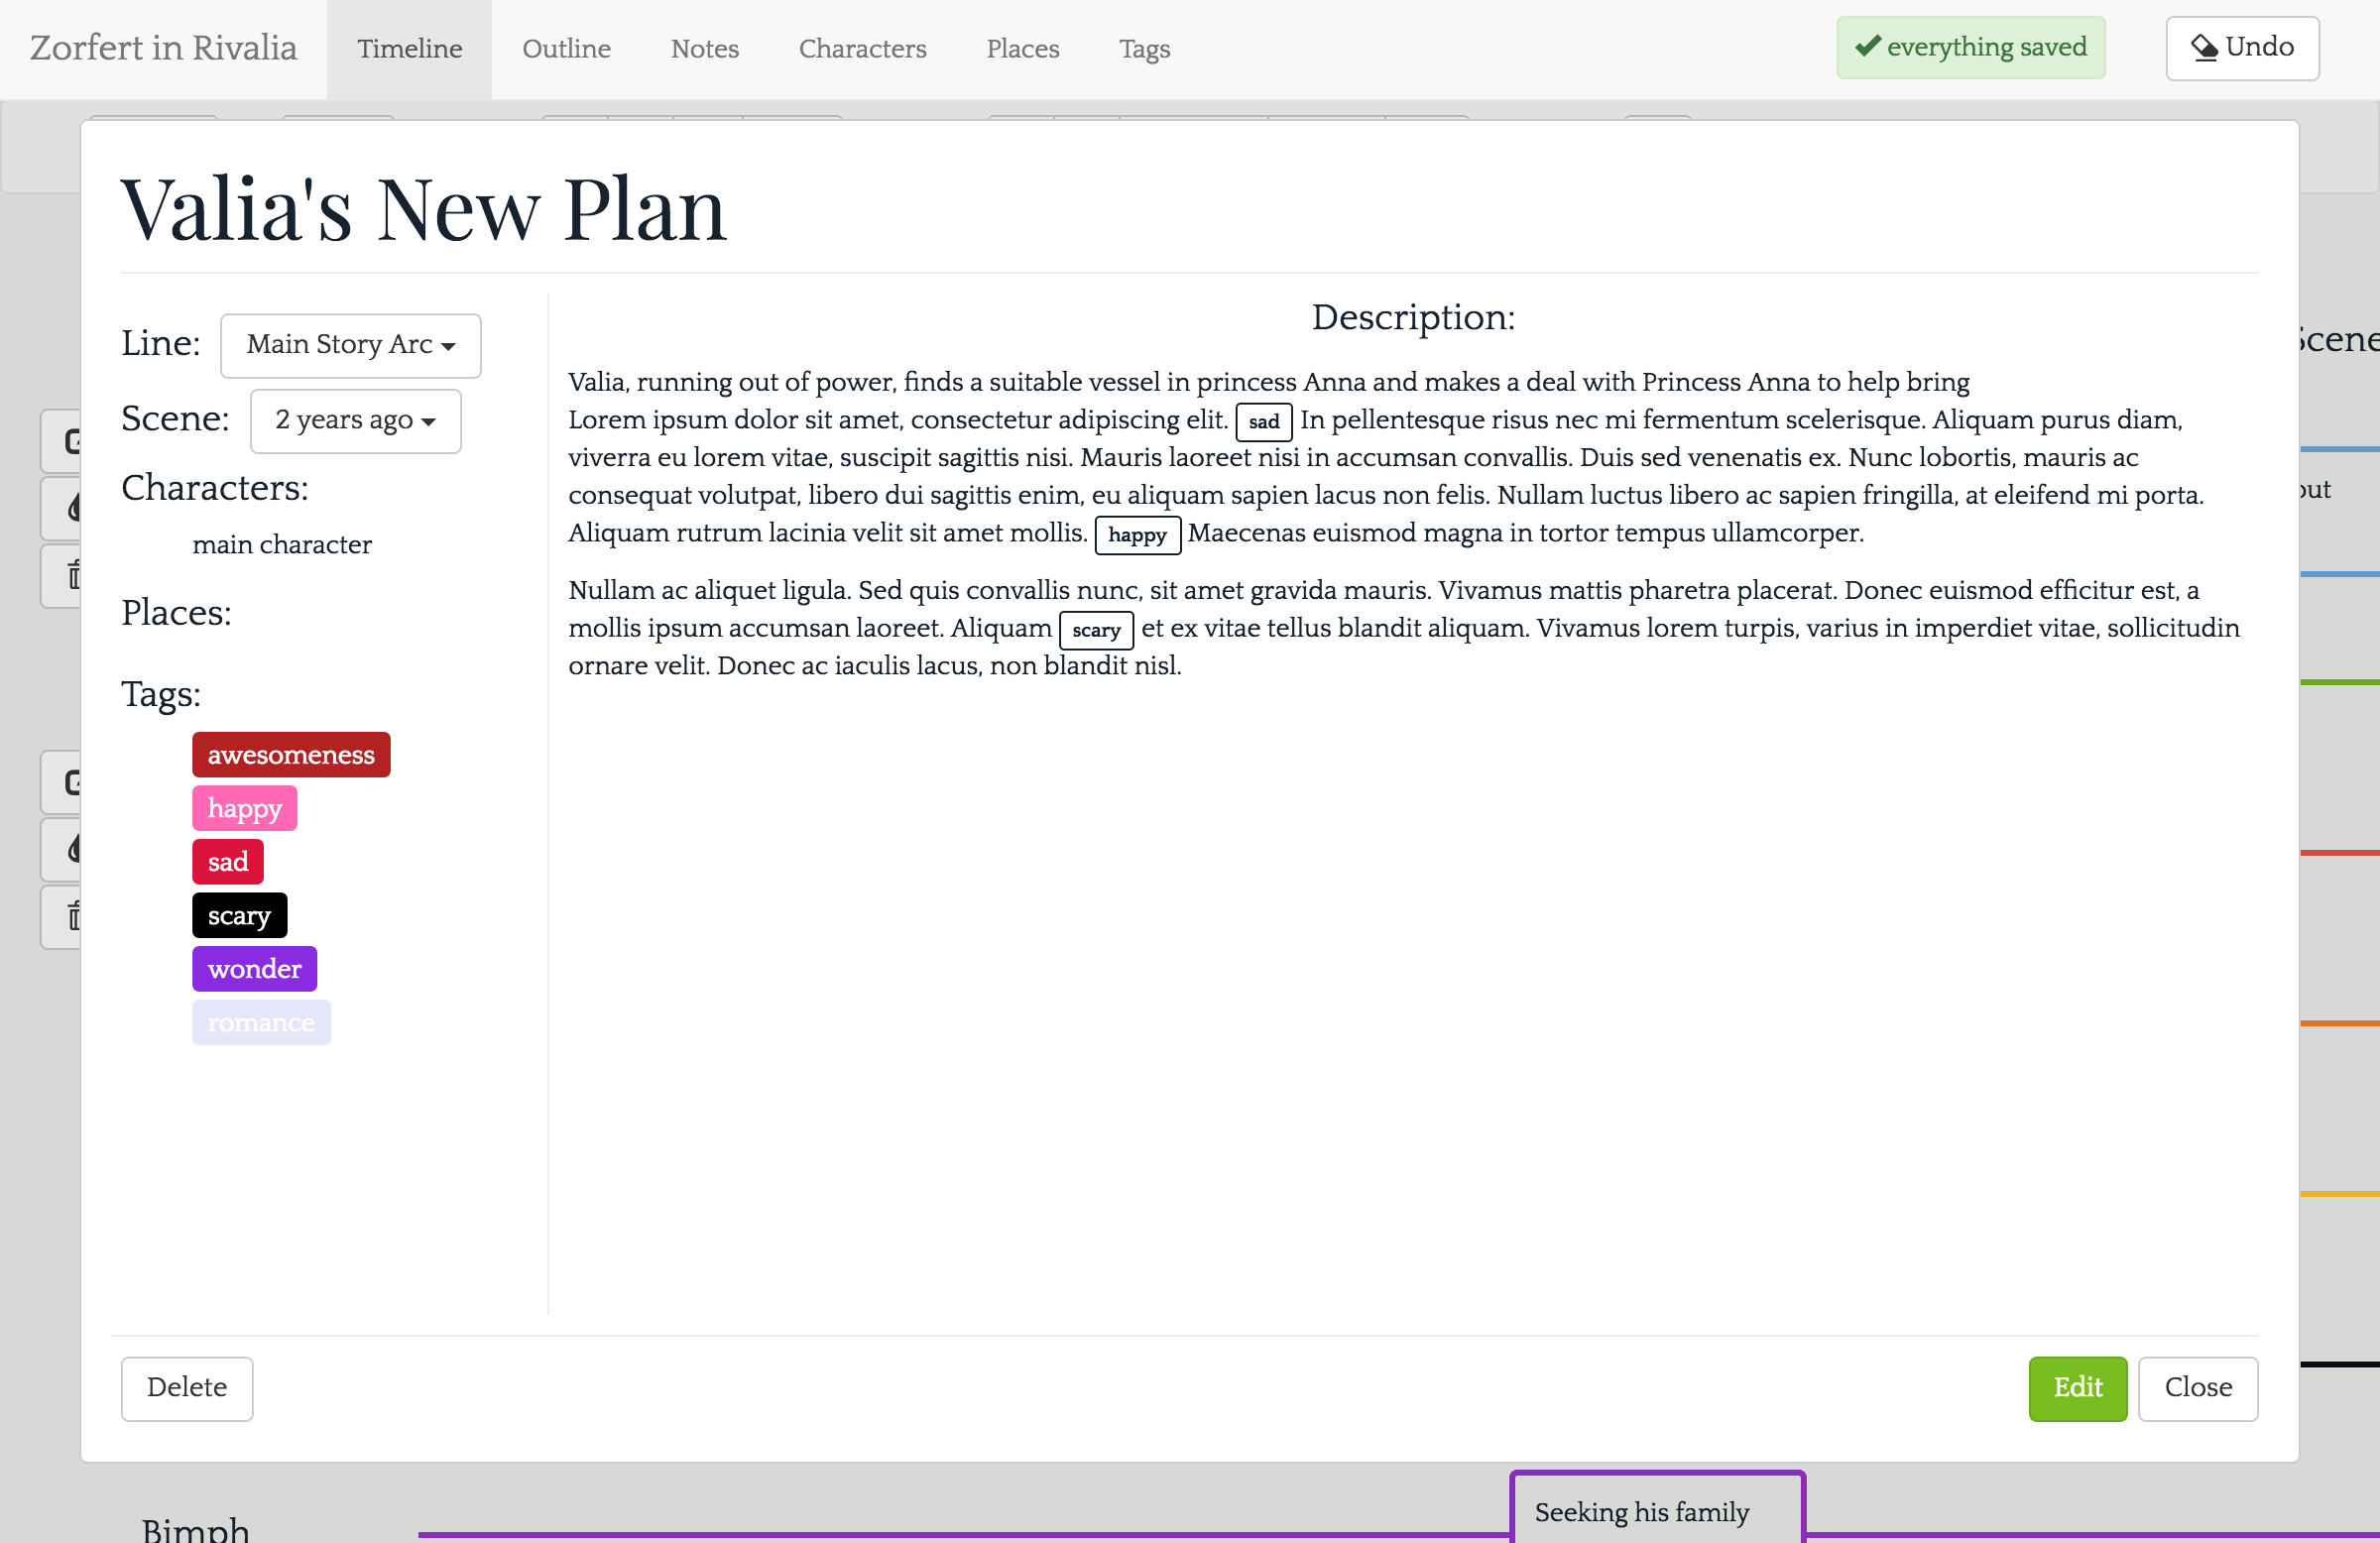 Zorfert in Rivalia Timeline Outline Notes Characters Places Tags everything saved Undo
Valia's New Plan
Line: Main Story Arc
Scene: 2 years ago
Characters:
main character
Places:
Tags:
awesomeness
happy
sad
scary
wonder
romance
Description:
Valia, running out of power, finds a suitable vessel in princess Anna and makes a deal with Princess Anna to help bring
Lorem ipsum dolor sit amet, consectetur adipiscing elit. sad In pellentesque risus nec mi fermentum scelerisque. Aliquam purus diam,
viverra eu lorem vitae, suscipit sagittis nisi. Mauris laoreet nisi in accumsan convallis. Duis sed venenatis ex. Nunc lobortis, mauris ac
consequat volutpat, libero dui sagittis enim, eu aliquam sapien lacus non felis. Nullam luctus libero ac sapien fringilla, at eleifend mi porta.
Aliquam rutrum lacinia velit sit amet mollis. happy Maecenas euismod magna in tortor tempus ullamcorper.
Nullam ac aliquet ligula. Sed quis convallis nunc, sit amet gravida mauris. Vivamus mattis pharetra placerat. Donec euismod efficitur est, a
mollis ipsum accumsan laoreet. Aliquam scary et ex vitae tellus blandit aliquam. Vivamus lorem turpis, varius in imperdiet vitae, sollicitudin
ornare velit. Donec ac iaculis lacus, non blandit nisl.
Scene
Delete Edit Close
Seeking his family
Bimph